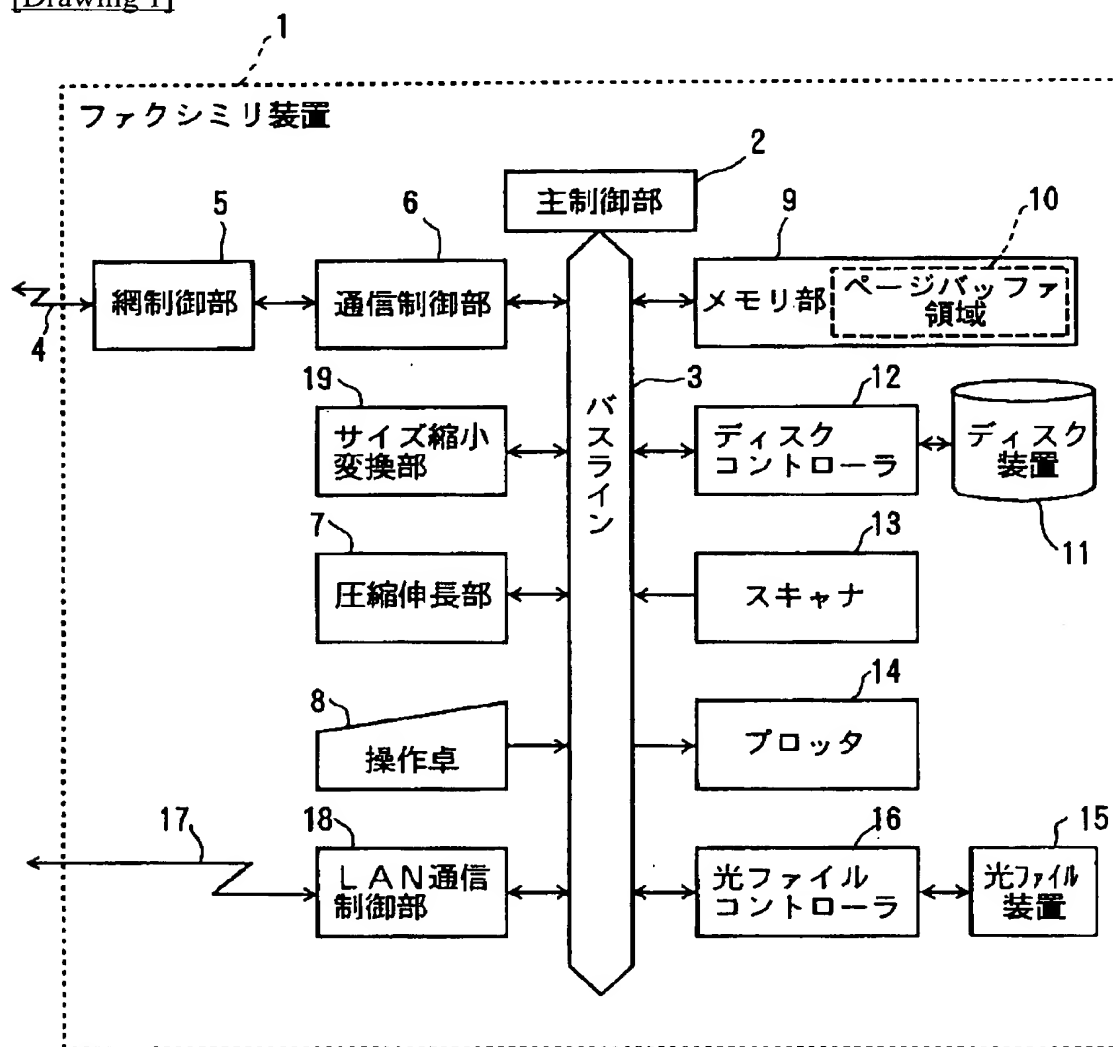 [Drawing 1]
1
ファクシミリ装置
2
主制御部
5
6
9
10
網制御部
通信制御部
メモリ部
ページバッファ
領域
4
3
バスライン
19
サイズ縮小
変換部
12
ディスク
コントローラ
ディスク
装置
11
7
圧縮伸長部
13
スキャナ
8
操作卓
14
プロッタ
17
18
LAN通信
制御部
16
光ファイル
コントローラ
15
光ファイル
装置